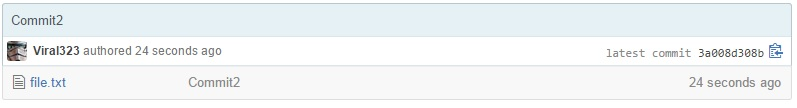 Commit2
Viral323 authored 24 seconds ago
latest commit 3a008d308b
file.txt Commit2 24 seconds ago